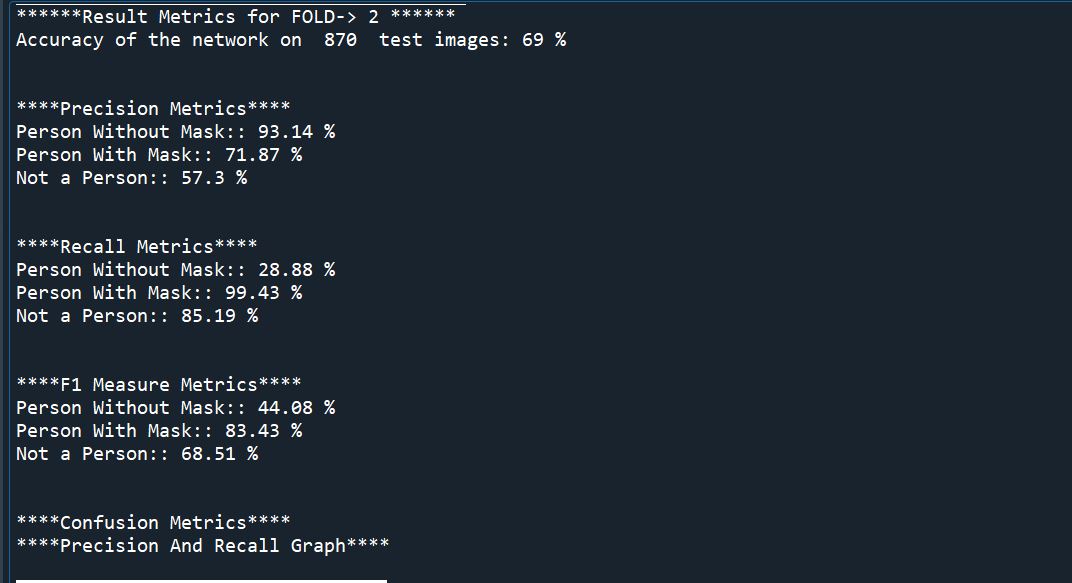 ******Result Metrics for FOLD-> 2 ******
Accuracy of the network on  870  test images: 69 %
****Precision Metrics****
Person Without Mask:: 93.14 %
Person With Mask:: 71.87 %
Not a Person:: 57.3 %
****Recall Metrics****
Person Without Mask:: 28.88 %
Person With Mask:: 99.43 %
Not a Person:: 85.19 %
****F1 Measure Metrics****
Person Without Mask:: 44.08 %
Person With Mask:: 83.43 %
Not a Person:: 68.51 %
****Confusion Metrics****
****Precision And Recall Graph****